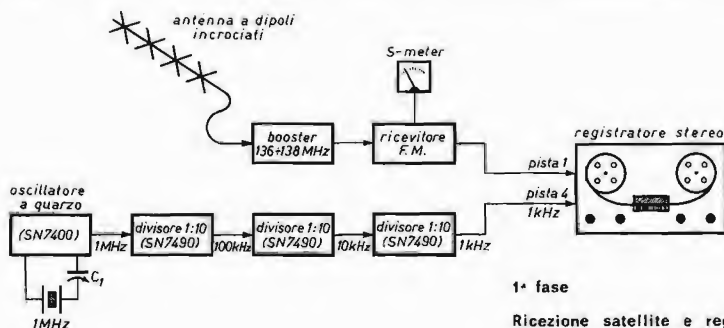 antenna a dipoli
incrociati
S-meter
booster
136÷138MHz
ricevitore
F.M.
registratore stereo
pista 1
pista 4
1kHz
oscillatore
a quarzo
(SN7400)
1MHz
divisore 1:10
(SN7490)
100kHz
divisore 1:10
(SN7490)
10kHz
divisore 1:10
(SN7490)
1kHz
C1
1MHz
1ª fase
Ricezione satellite e re